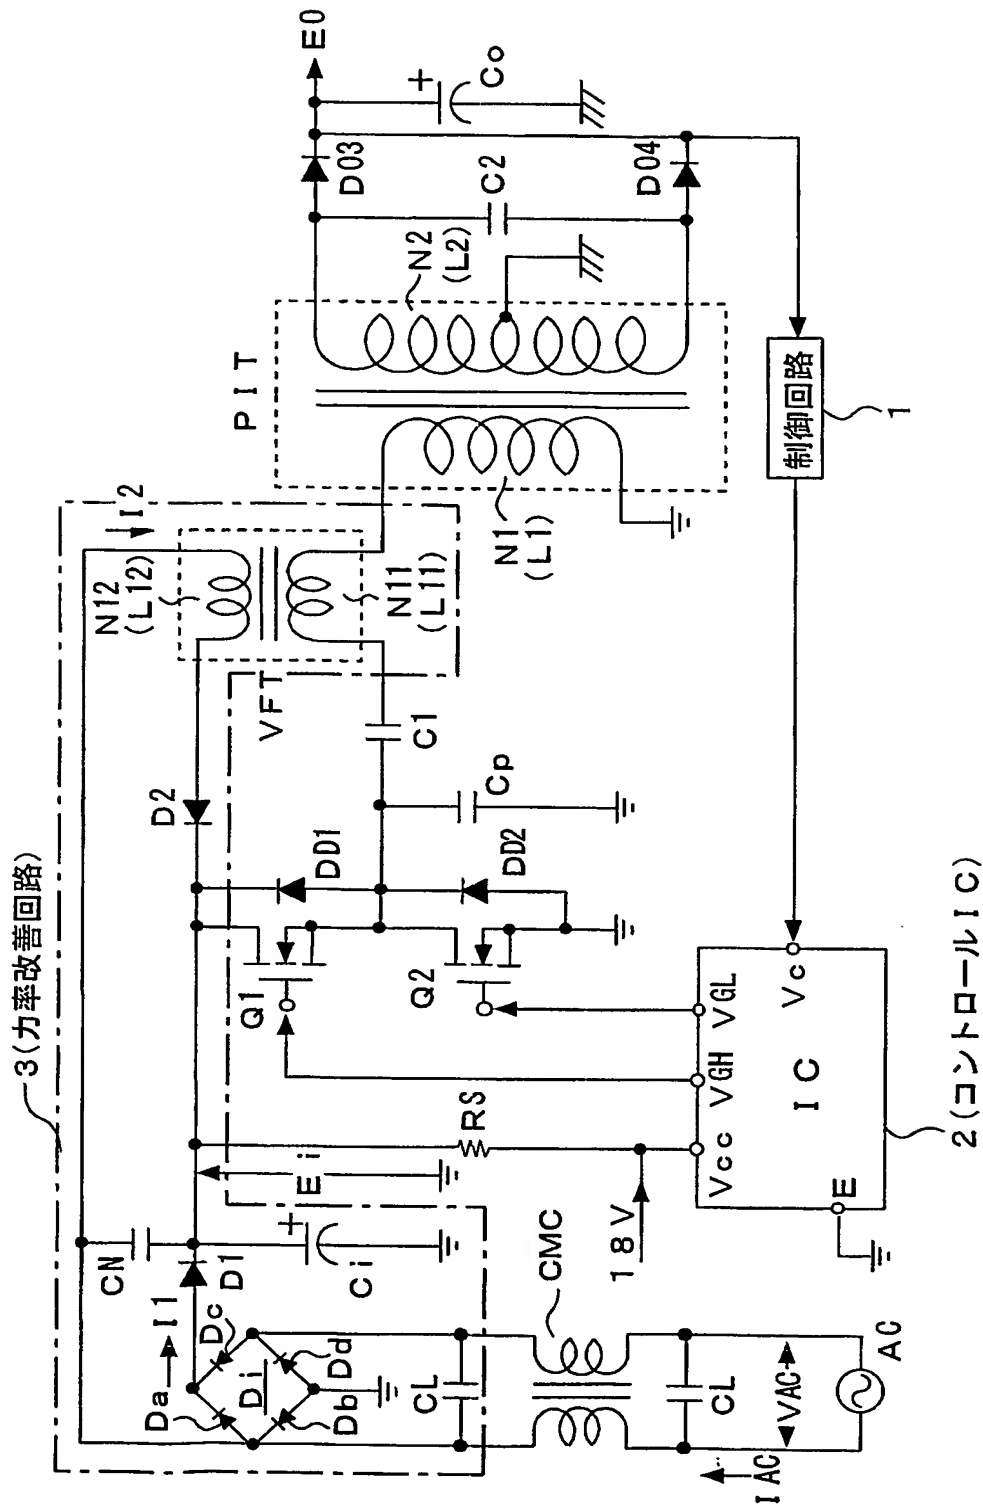 3(力率改善回路)
I2
N12
(L12)
VFT
N11
(L11)
D2
C1
Cp
DD1
DD2
Q1
Q2
CN
D1
I1
Ei
+
Ci
RS
18V
Da
Dc
Di
Db
Dd
CL
CMC
CL
VAC
IAC
AC
Vcc
VGH
VGL
Vc
IC
E
2(コントロールIC)
PIT
N1
(L1)
N2
(L2)
C2
D03
D04
+
Co
E0
制御回路
1